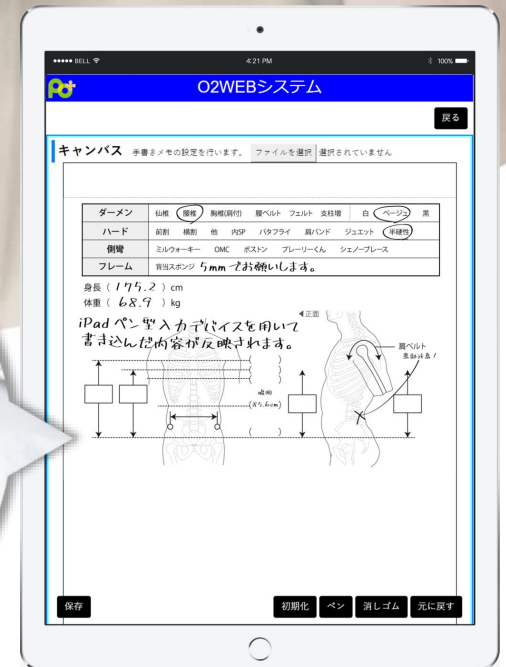 BELL 4:21 PM 100%
O2WEBシステム
戻る
キャンバス 手書きメモの設定を行います。 ファイルを選択 選択されていません
ダーメン 仙椎 腰椎 胸椎(肩付) 腰ベルト フェルト 支柱増 白 ベージュ 黒
ハード 前割 横割 他 内SP バタフライ 肩バンド ジュエット 半硬性
側彎 ミルウォーキー OMC ボストン プレーリーくん シェノーブレース
フレーム 背当スポンジ 5mmでお願いします。
身長 ( 175.2 ) cm
体重 ( 68.9 ) kg
◀正面
iPadペン型入力デバイスを用いて
書き込んだ内容が反映されます。
肩ベルト
( )
( )
( )
(85.6cm)
( )
保存 初期化 ペン 消しゴム 元に戻す